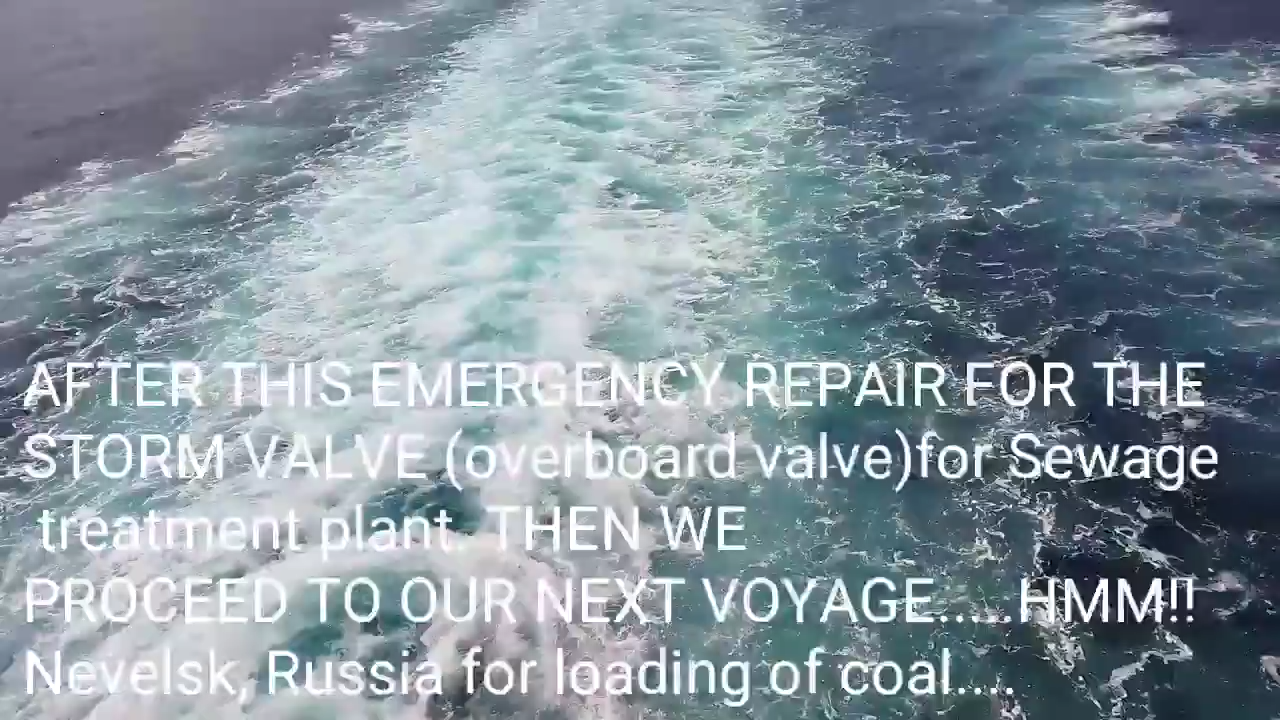 AFTER THIS EMERGENCY REPAIR FOR THE
STORM VALVE (overboard valve)for Sewage
treatment plant. THEN WE
PROCEED TO OUR NEXT VOYAGE.....HMM!!
Nevelsk, Russia for loading of coal....